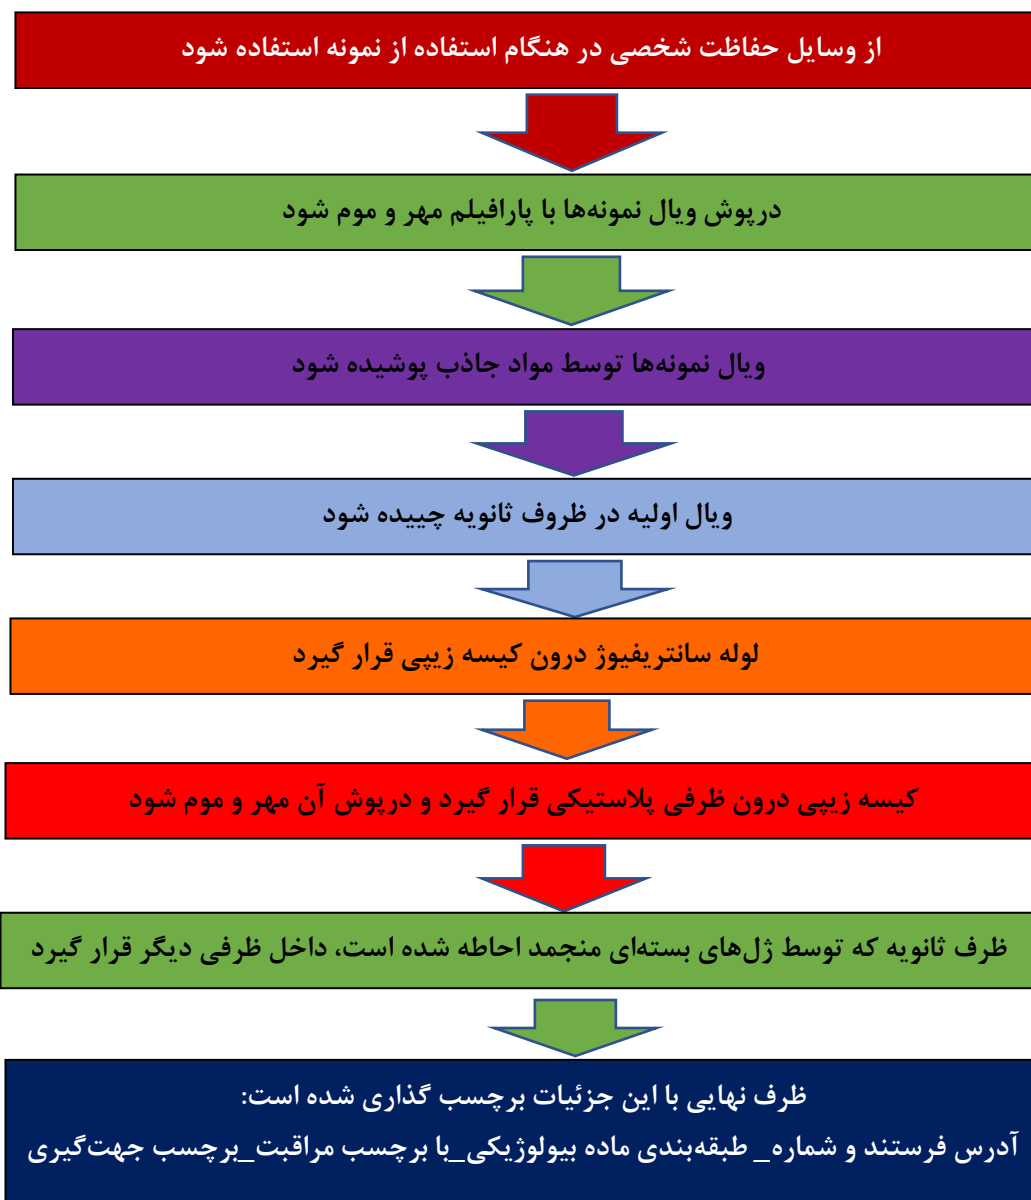 از وسایل حفاظت شخصی در هنگام استفاده از نمونه استفاده شود
درپوش ویال نمونه‌ها با پارافیلم مهر و موم شود
ویال نمونه‌ها توسط مواد جاذب پوشیده شود
ویال اولیه در ظروف ثانویه چییده شود
لوله سانتریفیوژ درون کیسه زیپی قرار گیرد
کیسه زیپی درون ظرفی پلاستیکی قرار گیرد و درپوش آن مهر و موم شود
ظرف ثانویه که توسط ژل‌های بسته‌ای منجمد احاطه شده است، داخل ظرفی دیگر قرار گیرد
ظرف نهایی با این جزئیات برچسب گذاری شده است:
آدرس فرستند و شماره_ طبقه‌بندی ماده بیولوژیکی_با برچسب مراقبت_برچسب جهت‌گیری